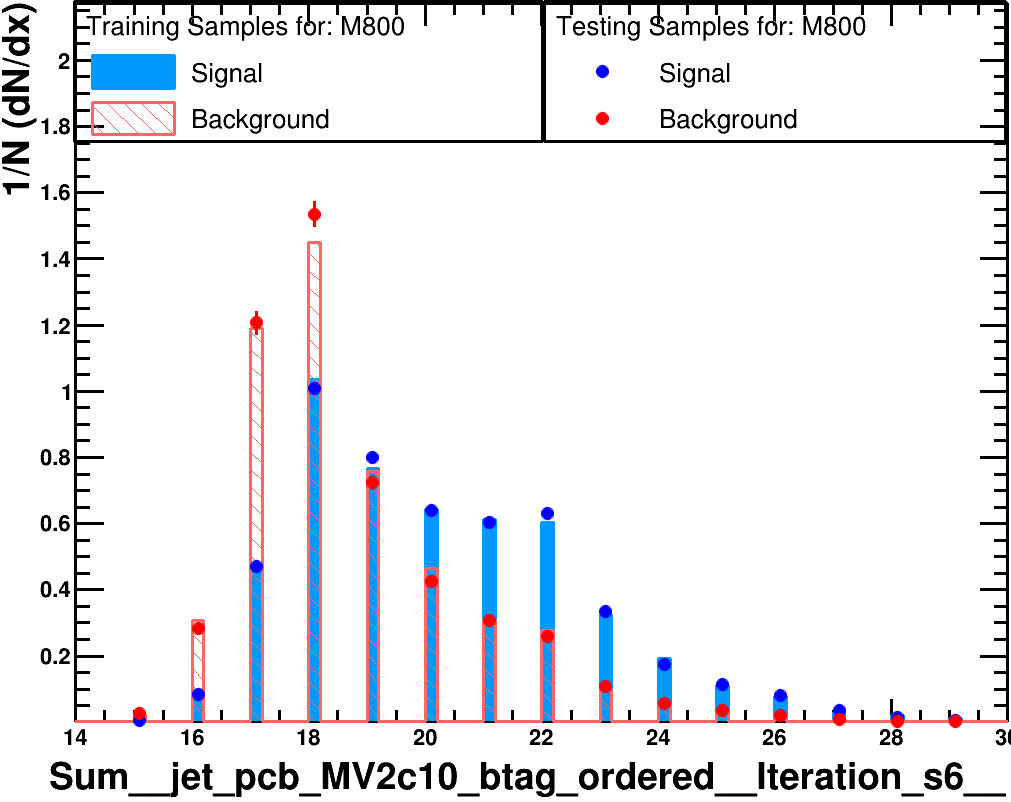 1/N (dN/dx)
Training Samples for: M800
Signal
Background
Testing Samples for: M800
Signal
Background
2
1.8
1.6
1.4
1.2
1
0.8
0.6
0.4
0.2
14 16 18 20 22 24 26 28 30
Sum__jet_pcb_MV2c10_btag_ordered__Iteration_s6__